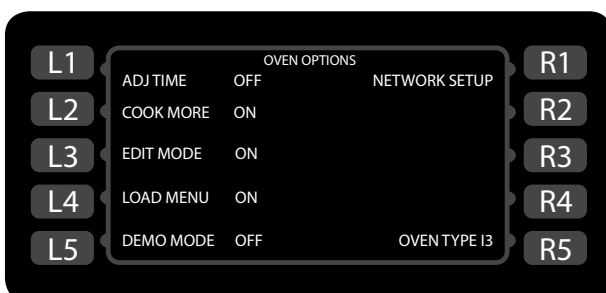 OVEN OPTIONS
L1 ADJ TIME OFF NETWORK SETUP R1
L2 COOK MORE ON R2
L3 EDIT MODE ON R3
L4 LOAD MENU ON R4
L5 DEMO MODE OFF OVEN TYPE I3 R5